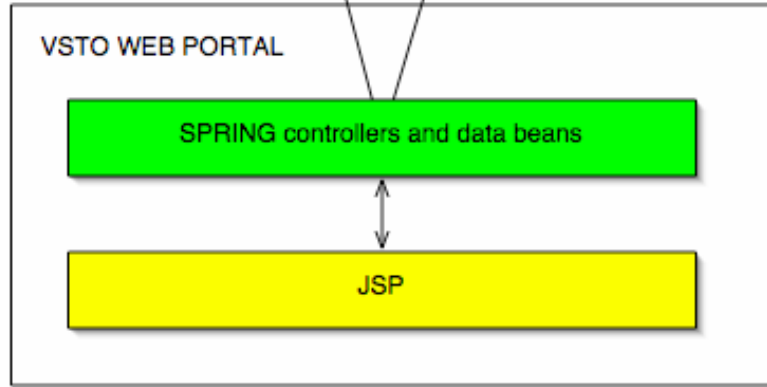 VSTO WEB PORTAL
SPRING controllers and data beans
JSP